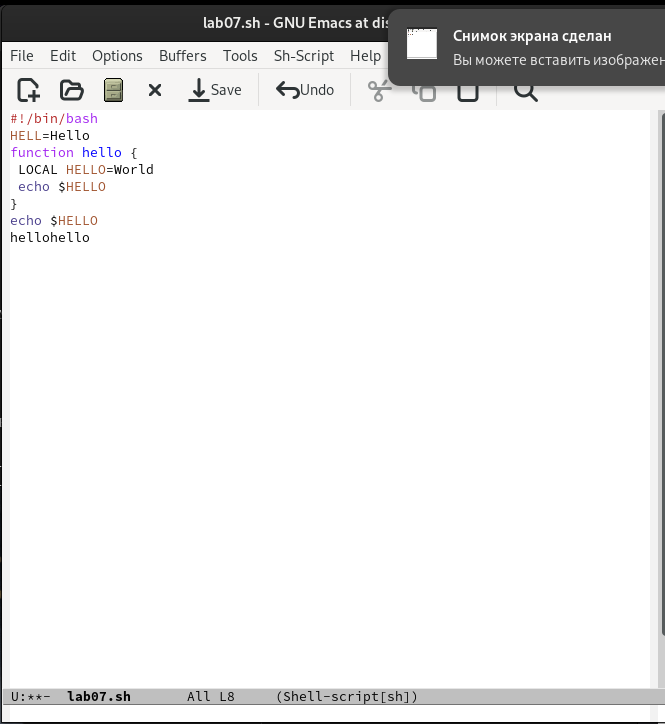 lab07.sh - GNU Emacs at dis
Снимок экрана сделан
Вы можете вставить изображен
File Edit Options Buffers Tools Sh-Script Help
Save Undo
#!/bin/bash
HELL=Hello
function hello {
 LOCAL HELLO=World
 echo $HELLO
}
echo $HELLO
hellohello
U:**- lab07.sh All L8 (Shell-script[sh])